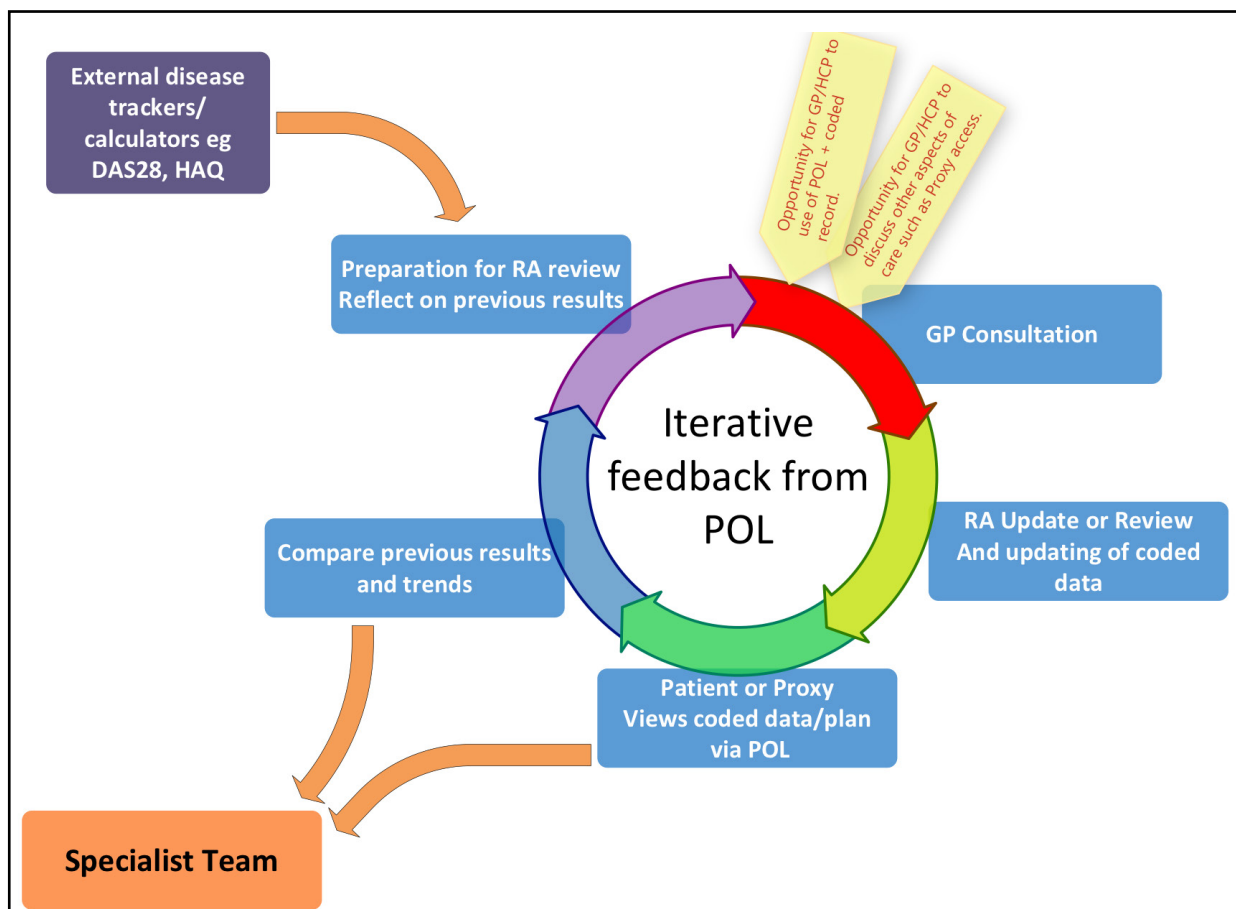 External disease
trackers/
calculators eg
DAS28, HAQ
Opportunity for GP/HCP to
use of POL + coded
record.
Opportunity for GP/HCP to
discuss other aspects of
care such as Proxy access.
Preparation for RA review
Reflect on previous results
GP Consultation
Iterative
feedback from
POL
RA Update or Review
And updating of coded
data
Compare previous results
and trends
Patient or Proxy
Views coded data/plan
via POL
Specialist Team